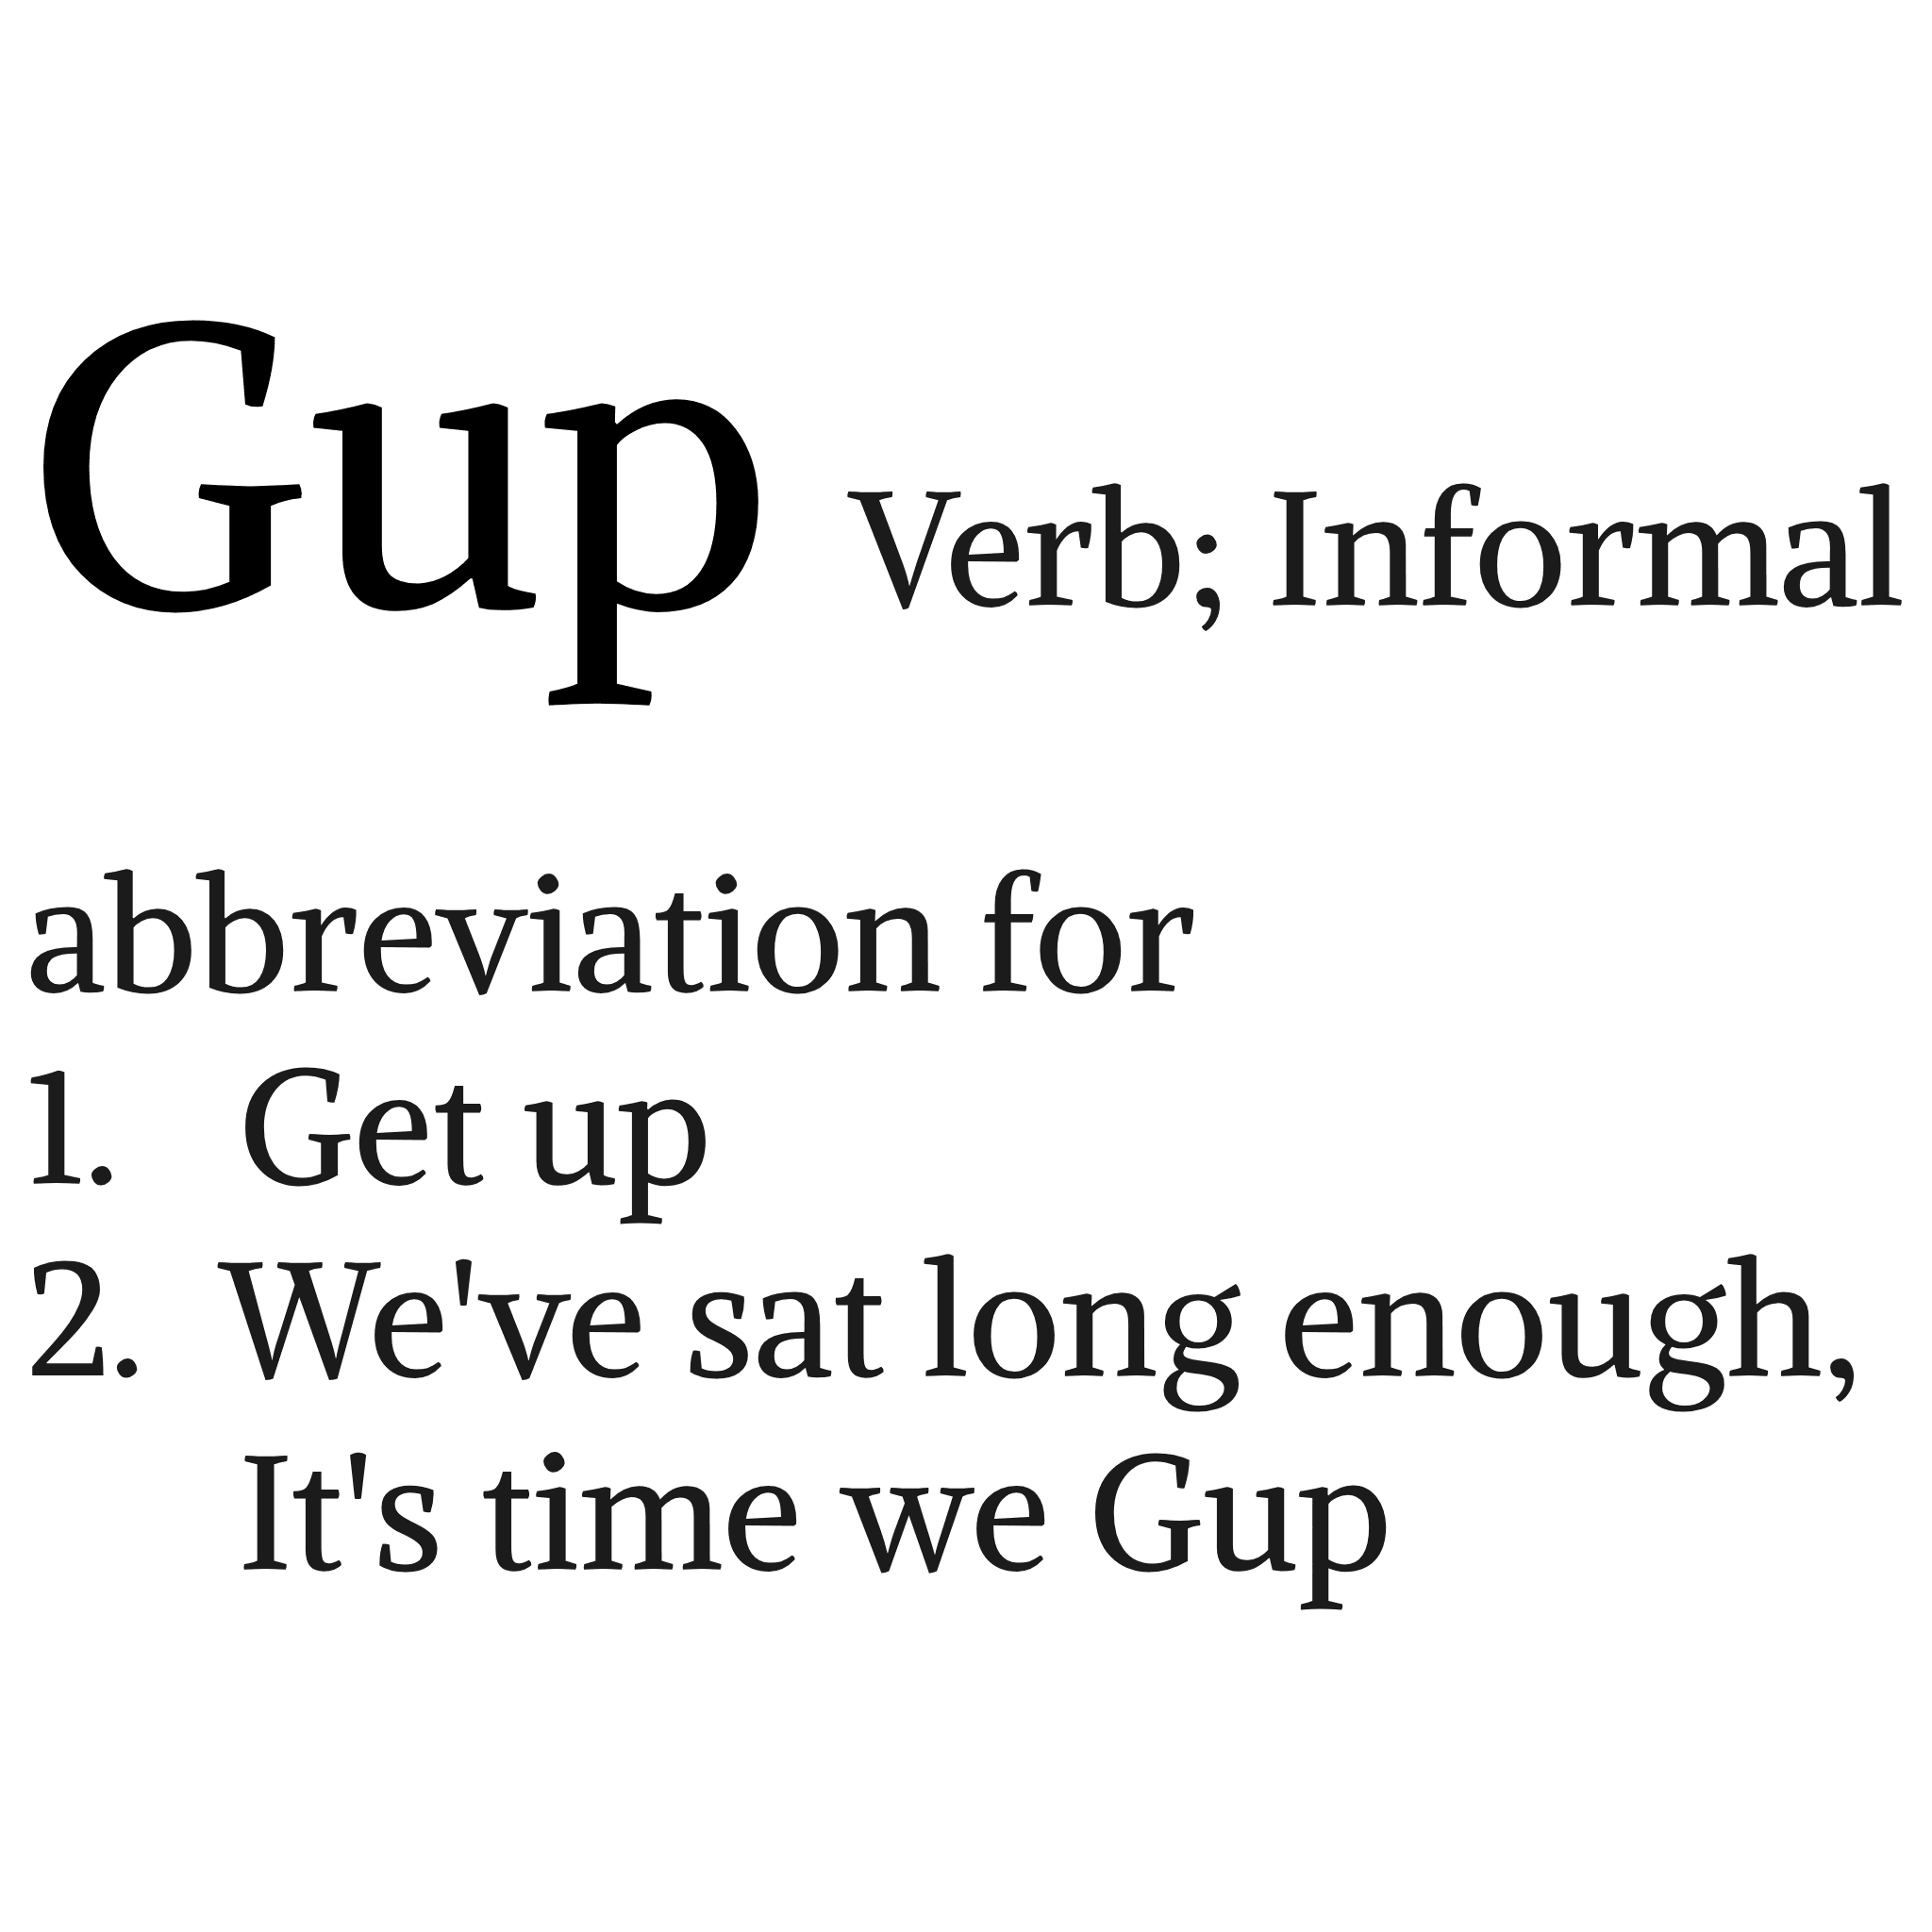 Gup Verb; Informal
abbreviation for
1. Get up
2. We've sat long enough,
It's time we Gup